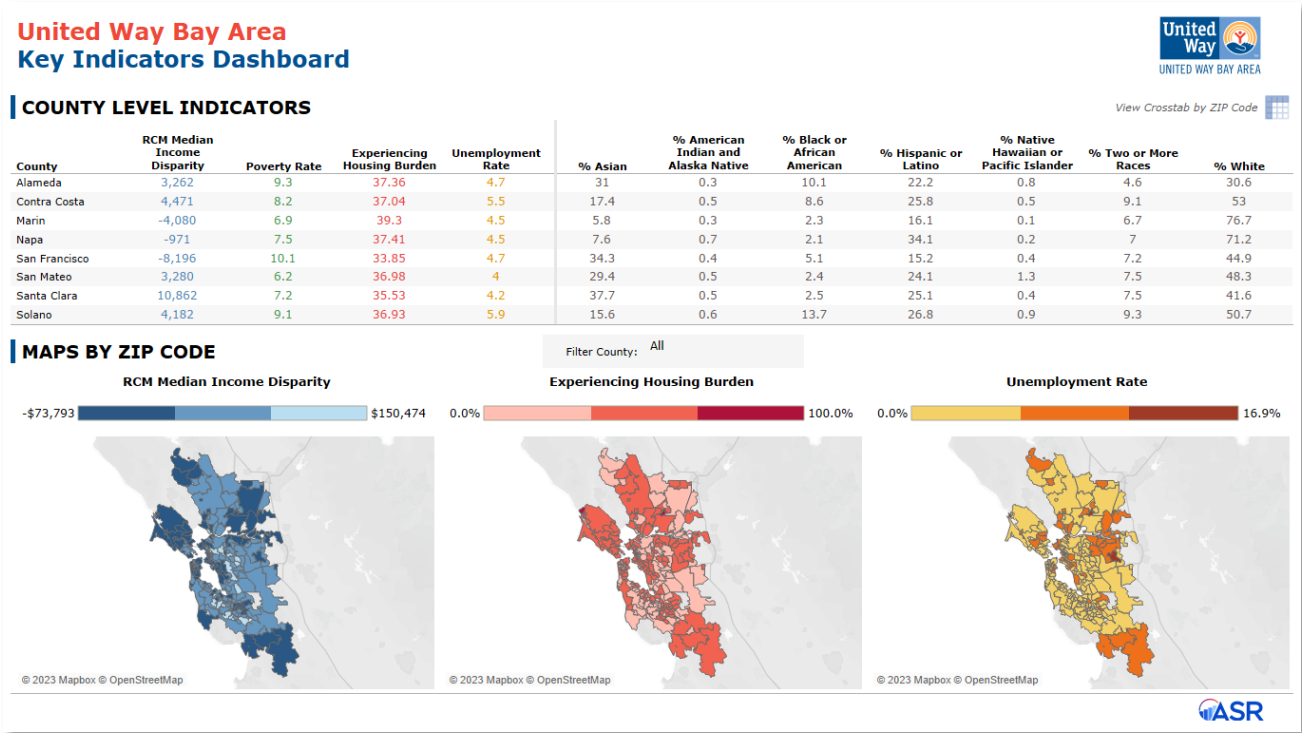 United Way Bay Area
Key Indicators Dashboard
United
Way
UNITED WAY BAY AREA
COUNTY LEVEL INDICATORS
View Crosstab by ZIP Code
County RCM Median Income Disparity Poverty Rate Experiencing Housing Burden Unemployment Rate % Asian % American Indian and Alaska Native % Black or African American % Hispanic or Latino % Native Hawaiian or Pacific Islander % Two or More Races % White
Alameda 3,262 9.3 37.36 4.7 31 0.3 10.1 22.2 0.8 4.6 30.6
Contra Costa 4,471 8.2 37.04 5.5 17.4 0.5 8.6 25.8 0.5 9.1 53
Marin -4,080 6.9 39.3 4.5 5.8 0.3 2.3 16.1 0.1 6.7 76.7
Napa -971 7.5 37.41 4.5 7.6 0.7 2.1 34.1 0.2 7 71.2
San Francisco -8,196 10.1 33.85 4.7 34.3 0.4 5.1 15.2 0.4 7.2 44.9
San Mateo 3,280 6.2 36.98 4 29.4 0.5 2.4 24.1 1.3 7.5 48.3
Santa Clara 10,862 7.2 35.53 4.2 37.7 0.5 2.5 25.1 0.4 7.5 41.6
Solano 4,182 9.1 36.93 5.9 15.6 0.6 13.7 26.8 0.9 9.3 50.7
MAPS BY ZIP CODE
Filter County: All
RCM Median Income Disparity Experiencing Housing Burden Unemployment Rate
-$73,793 $150,474 0.0% 100.0% 0.0% 16.9%
© 2023 Mapbox © OpenStreetMap © 2023 Mapbox © OpenStreetMap © 2023 Mapbox © OpenStreetMap
ASR